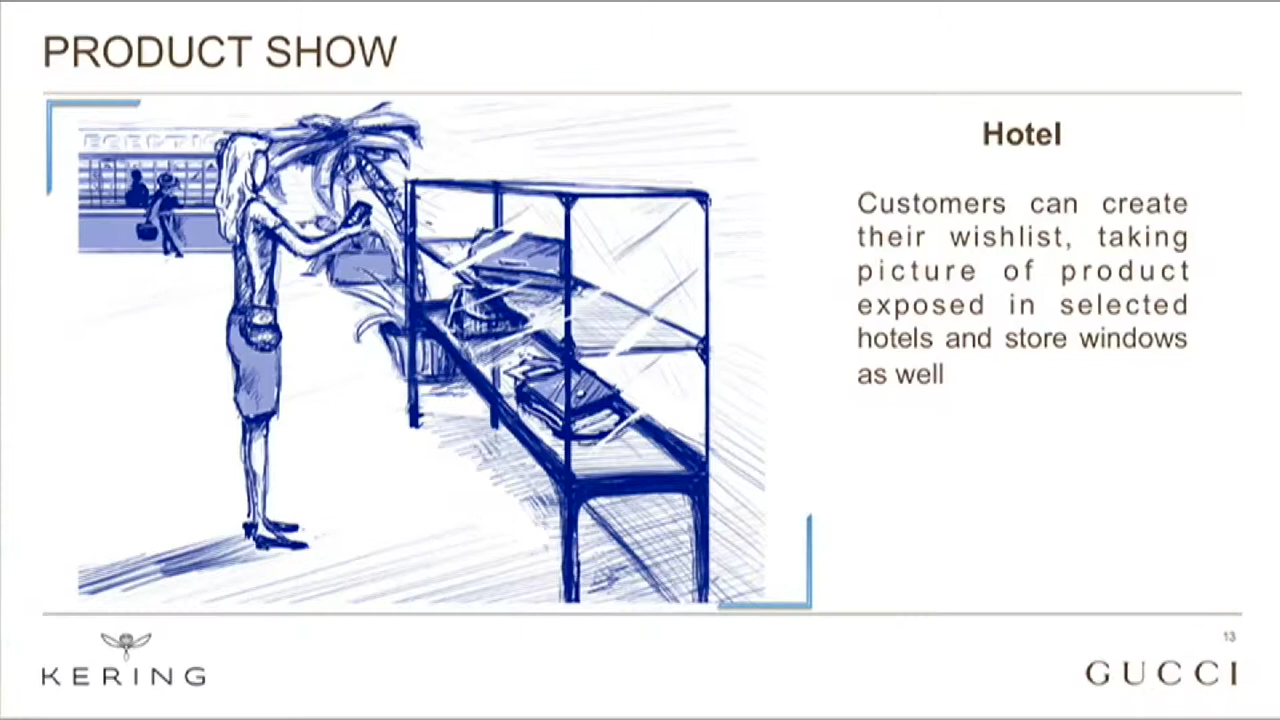 PRODUCT SHOW
Hotel
Customers can create
their wishlist, taking
picture of product
exposed in selected
hotels and store windows
as well
13
KERING
GUCCI